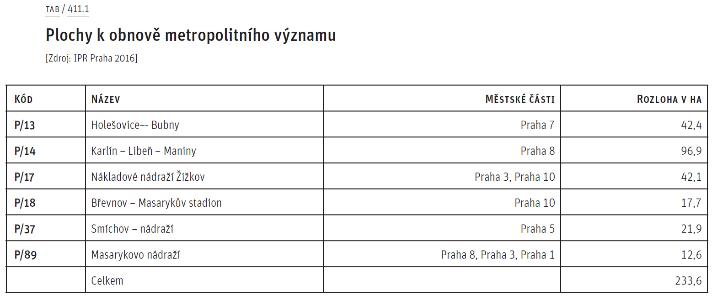 TAB / 411.1
Plochy k obnově metropolitního významu
[Zdroj: IPR Praha 2016]
KÓD NÁZEV MĚSTSKÉ ČÁSTI ROZLOHA V HA
P/13 Holešovice–- Bubny Praha 7 42,4
P/14 Karlín – Libeň – Maniny Praha 8 96,9
P/17 Nákladové nádraží Žižkov Praha 3, Praha 10 42,1
P/18 Břevnov – Masarykův stadion Praha 10 17,7
P/37 Smíchov – nádraží Praha 5 21,9
P/89 Masarykovo nádraží Praha 8, Praha 3, Praha 1 12,6
Celkem 233,6